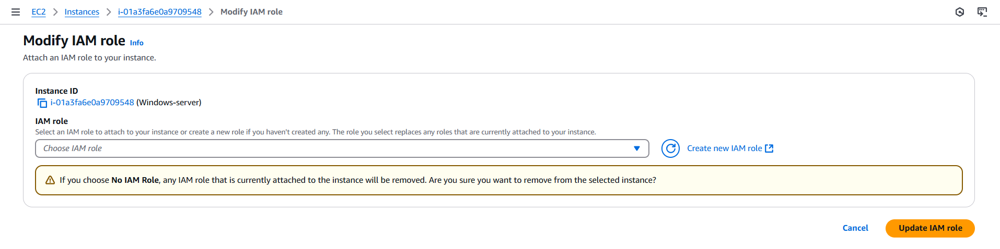 EC2 > Instances > i-01a3fa6e0a9709548 > Modify IAM role
Modify IAM role Info
Attach an IAM role to your instance.
Instance ID
i-01a3fa6e0a9709548 (Windows-server)
IAM role
Select an IAM role to attach to your instance or create a new role if you haven't created any. The role you select replaces any roles that are currently attached to your instance.
Choose IAM role
Create new IAM role
If you choose No IAM Role, any IAM role that is currently attached to the instance will be removed. Are you sure you want to remove from the selected instance?
Cancel
Update IAM role